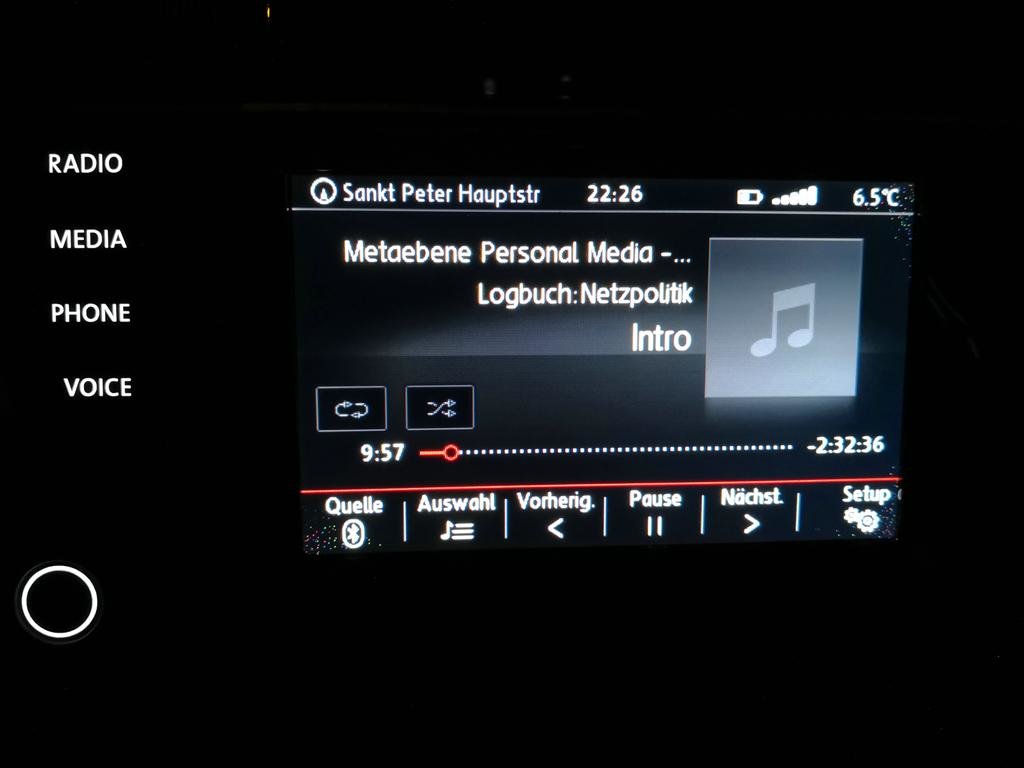 RADIO
MEDIA
PHONE
VOICE
Sankt Peter Hauptstr 22:26 6.5°C
Metaebene Personal Media -...
Logbuch:Netzpolitik
Intro
9:57 -2:32:36
Quelle Auswahl Vorherig. Pause Nächst. Setup